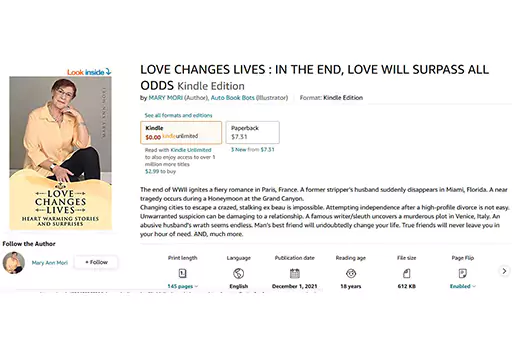 Look inside
LOVE CHANGES LIVES : IN THE END, LOVE WILL SURPASS ALL
ODDS Kindle Edition
by MARY MORI (Author), Auto Book Bots (Illustrator) Format: Kindle Edition
See all formats and editions
Kindle
$0.00 kindleunlimited
Read with Kindle Unlimited
to also enjoy access to over 1
million more titles
$2.99 to buy
Paperback
$7.31
3 New from $7.31
MARY ANN MORI
LOVE
CHANGES
LIVES
HEART WARMING STORIES
AND SURPRISES
The end of WWII ignites a fiery romance in Paris, France. A former stripper's husband suddenly disappears in Miami, Florida. A near
tragedy occurs during a Honeymoon at the Grand Canyon.
Changing cities to escape a crazed, stalking ex beau is impossible. Attempting independence after a high-profile divorce is not easy.
Unwarranted suspicion can be damaging to a relationship. A famous writer/sleuth uncovers a murderous plot in Venice, Italy. An
abusive husband's wrath seems endless. Man's best friend will undoubtedly change your life. True friends will never leave you in
your hour of need. AND, much more.
Follow the Author
Mary Ann Mori
+ Follow
Print length
145 pages
Language
English
Publication date
December 1, 2021
Reading age
18 years
File size
612 KB
Page Flip
Enabled